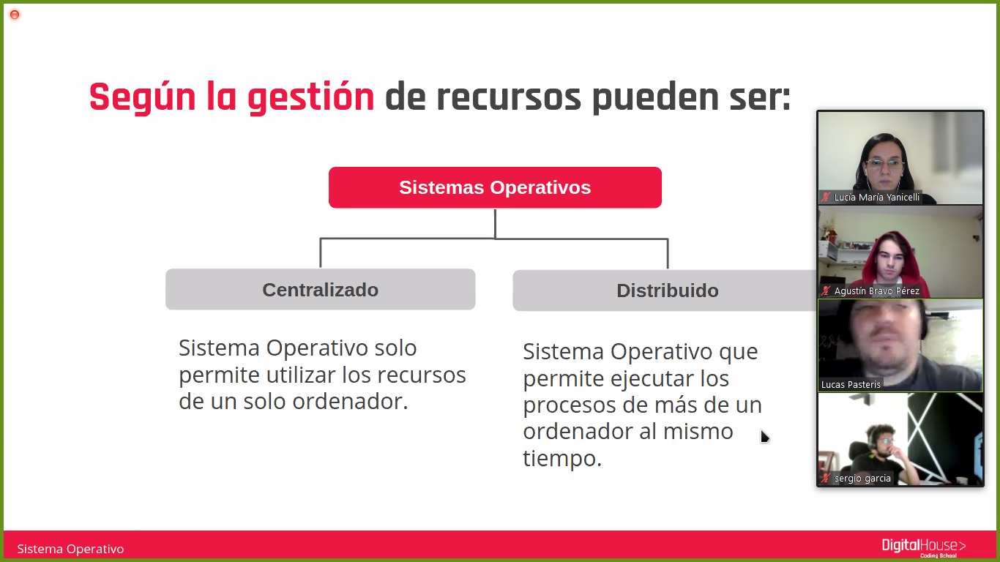 Según la gestión de recursos pueden ser:
Sistemas Operativos
Centralizado
Distribuido
Sistema Operativo solo
permite utilizar los recursos
de un solo ordenador.
Sistema Operativo que
permite ejecutar los
procesos de más de un
ordenador al mismo
tiempo.
Lucía María Yanicelli
Agustín Bravo Pérez
Lucas Pasteris
sergio garcia
Sistema Operativo
DigitalHouse>
Coding School